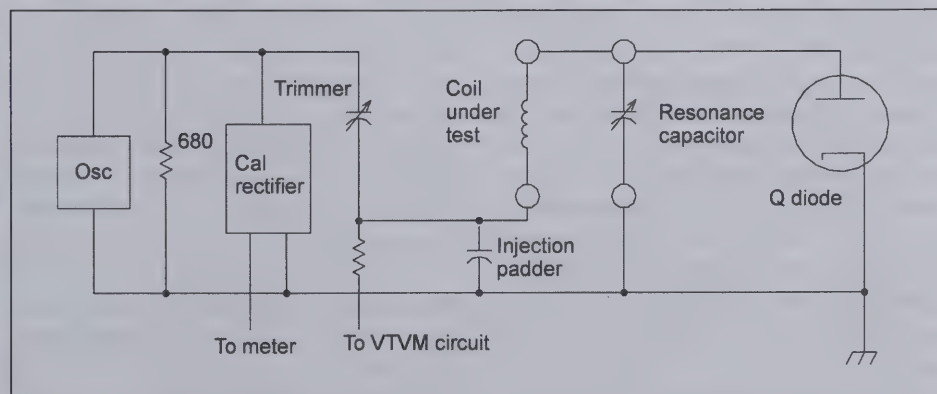 Trimmer
Coil
under
test
Resonance
capacitor
680
Osc
Cal
rectifier
Q diode
Injection
padder
To meter
To VTVM circuit